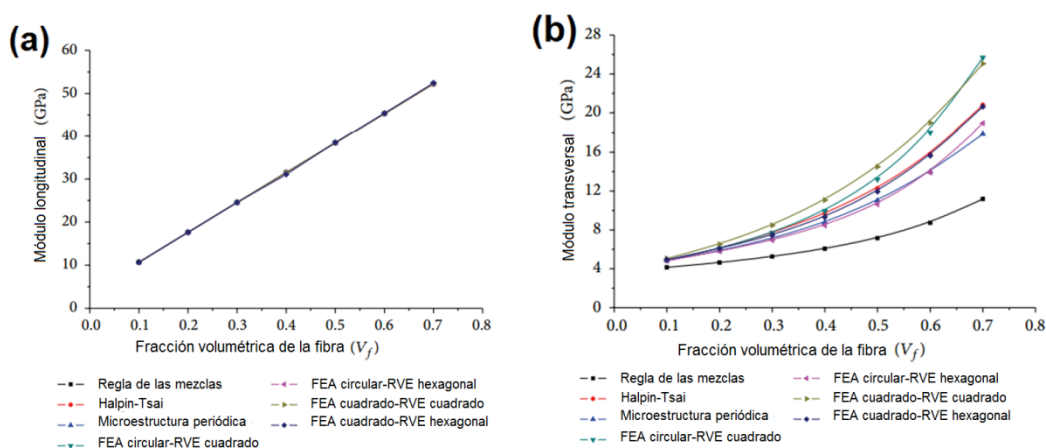 (a)
Módulo longitudinal (GPa)
60
50
40
30
20
10
0
0.0 0.1 0.2 0.3 0.4 0.5 0.6 0.7 0.8
Fracción volumétrica de la fibra (V_f)
Regla de las mezclas
Halpin-Tsai
Microestructura periódica
FEA circular-RVE cuadrado
FEA circular-RVE hexagonal
FEA cuadrado-RVE cuadrado
FEA cuadrado-RVE hexagonal
(b)
Módulo transversal (GPa)
28
24
20
16
12
8
4
0
0.0 0.1 0.2 0.3 0.4 0.5 0.6 0.7 0.8
Fracción volumétrica de la fibra (V_f)
Regla de las mezclas
Halpin-Tsai
Microestructura periódica
FEA circular-RVE cuadrado
FEA circular-RVE hexagonal
FEA cuadrado-RVE cuadrado
FEA cuadrado-RVE hexagonal